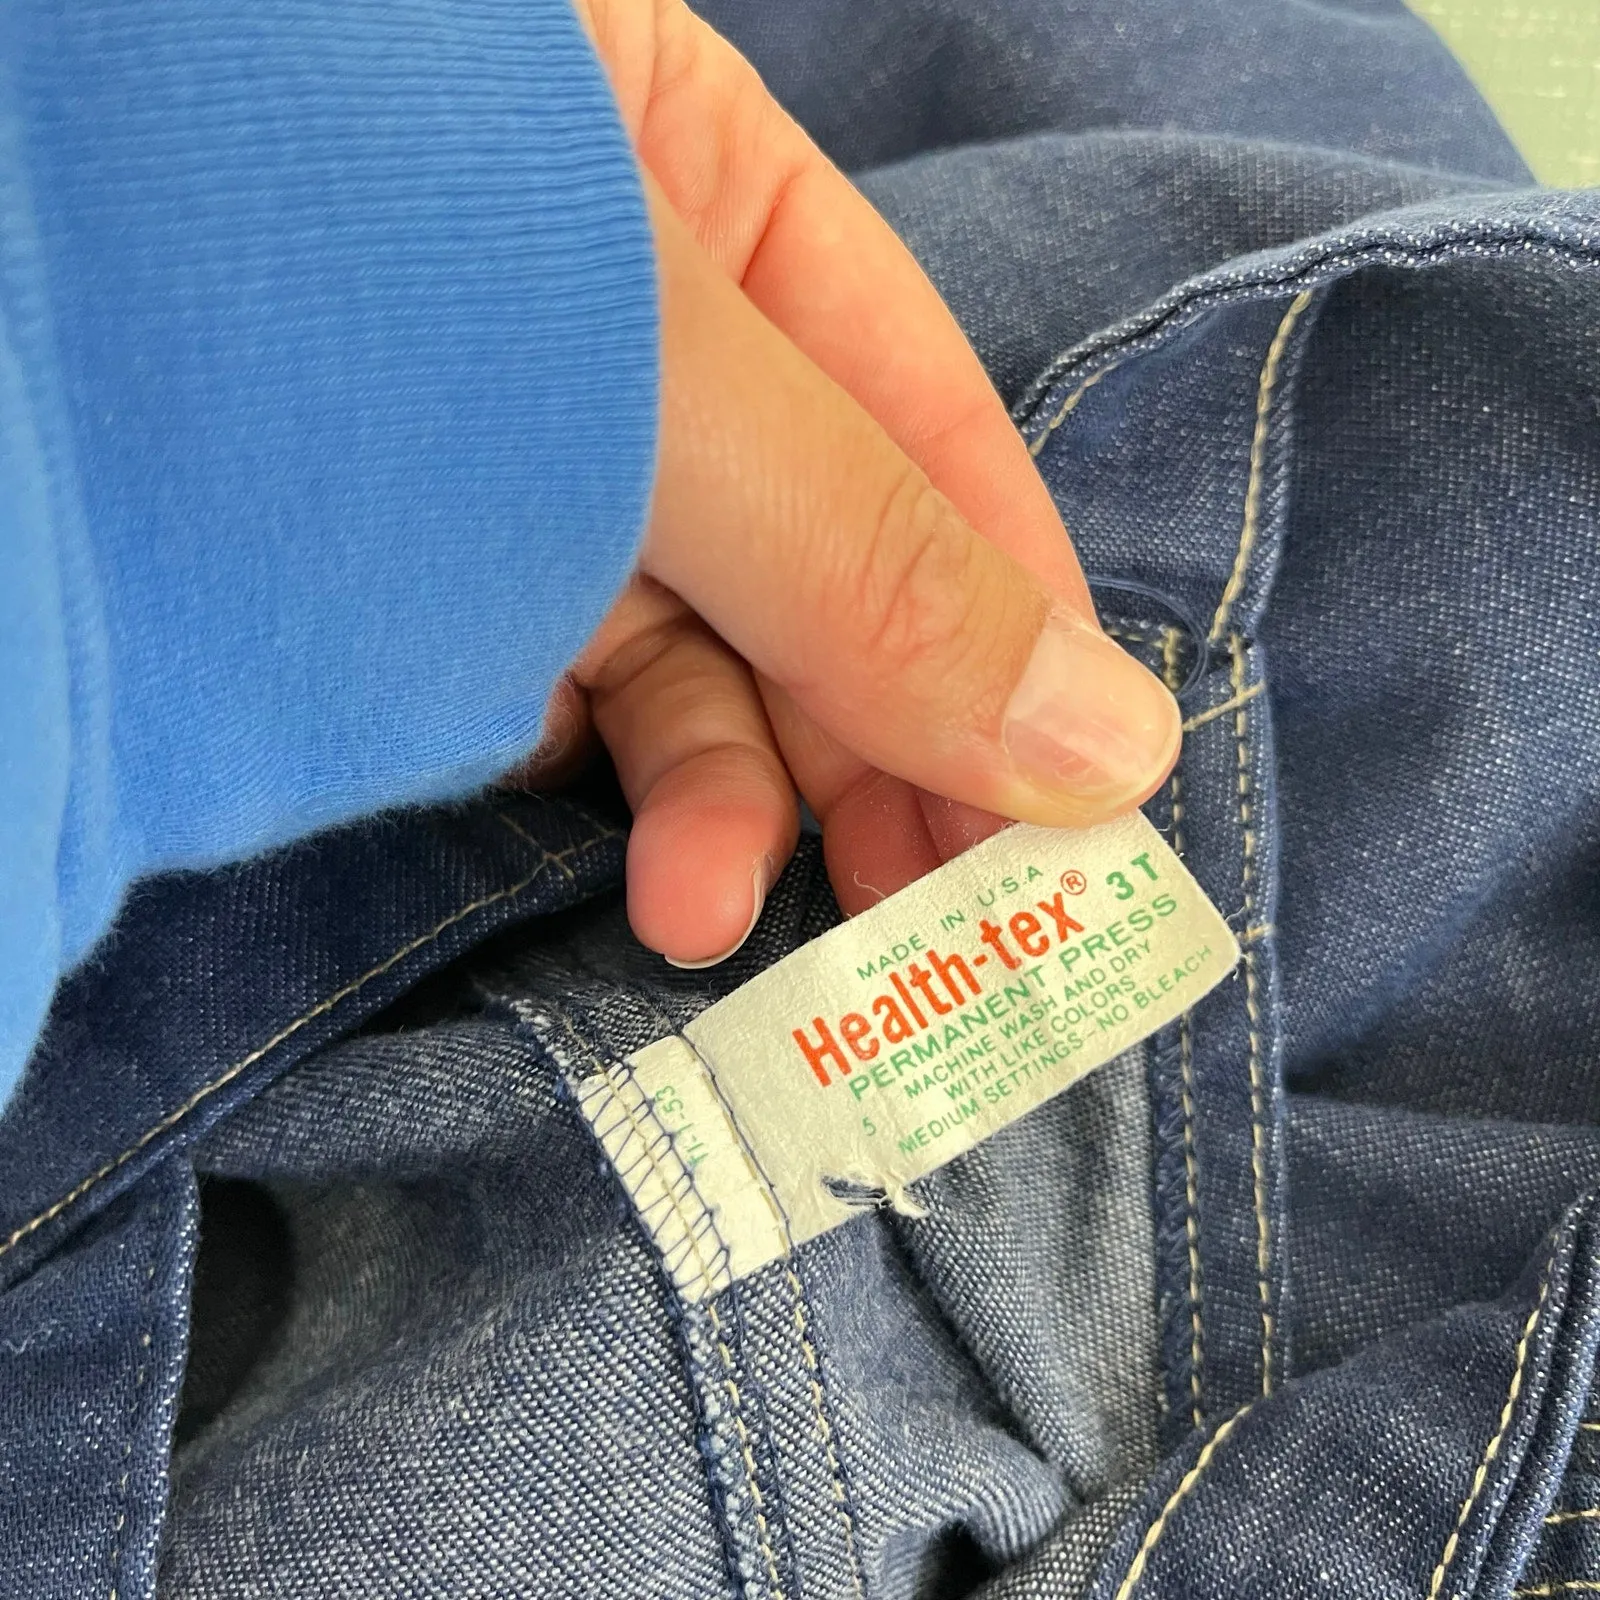 MADE IN U.S.A
Health-tex® 3T
PERMANENT PRESS
MACHINE WASH AND DRY
WITH LIKE COLORS
5 MEDIUM SETTINGS—NO BLEACH